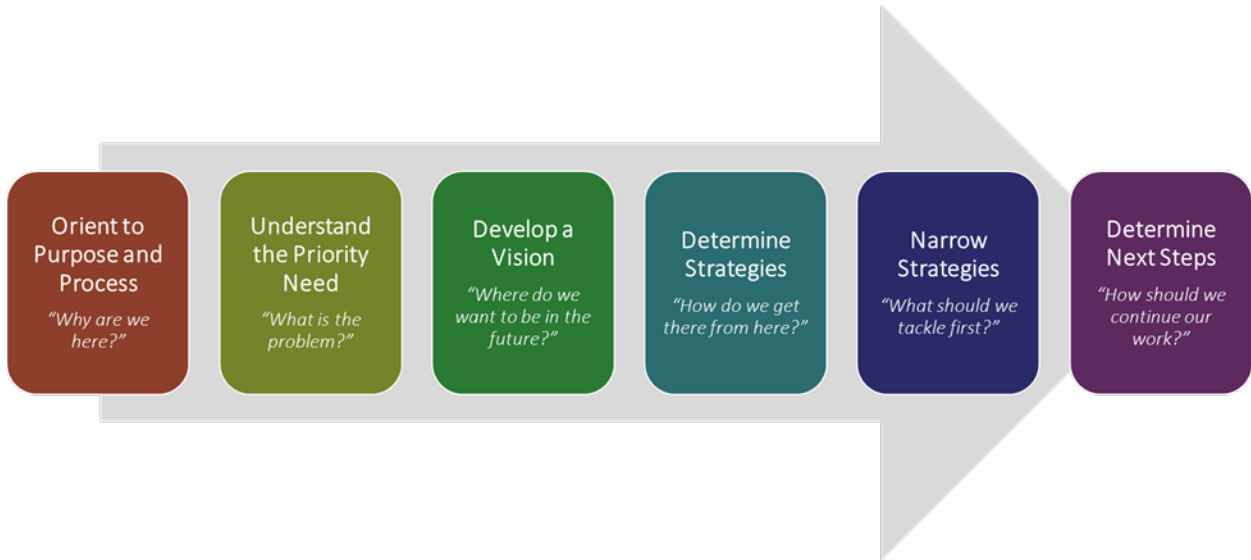 Orient to
Purpose and
Process
“Why are we
here?”
Understand
the Priority
Need
“What is the
problem?”
Develop a
Vision
“Where do we
want to be in the
future?”
Determine
Strategies
“How do we get
there from here?”
Narrow
Strategies
“What should we
tackle first?”
Determine
Next Steps
“How should we
continue our
work?”